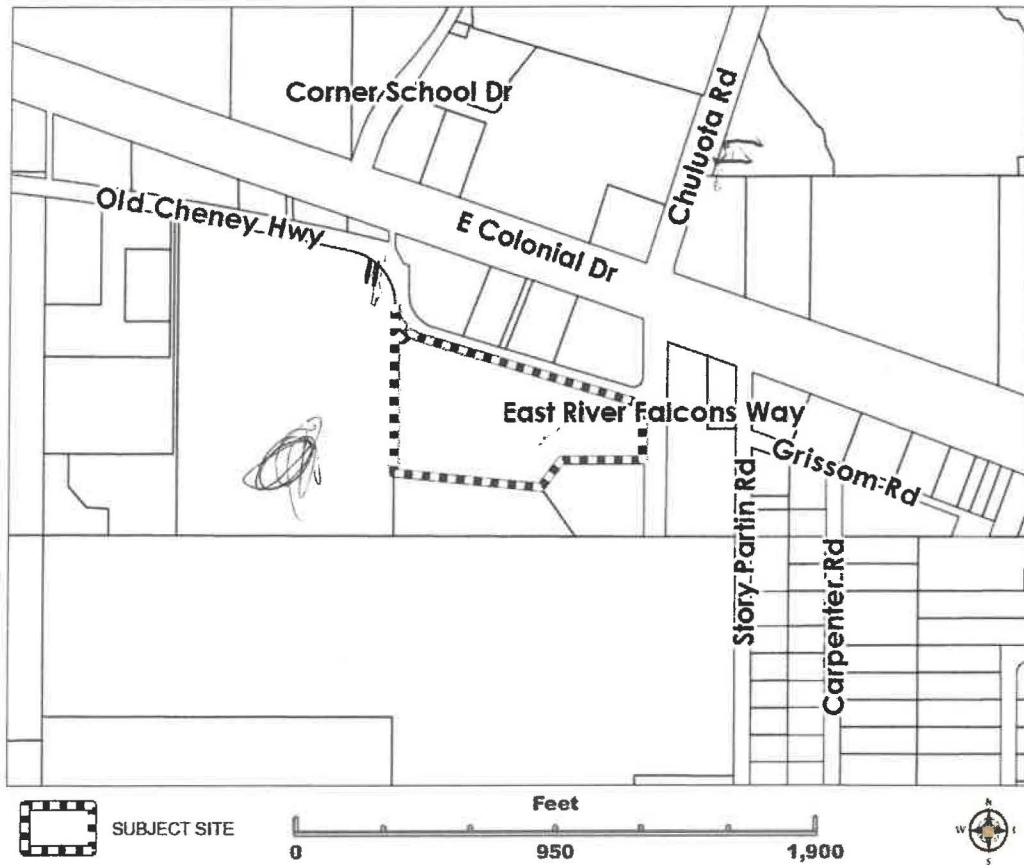 Corner School Dr
Chuluota Rd
Old Cheney Hwy
E Colonial Dr
East River Falcons Way
Grissom Rd
Story Partin Rd
Carpenter Rd
SUBJECT SITE
Feet
0 950 1,900
N
W
S